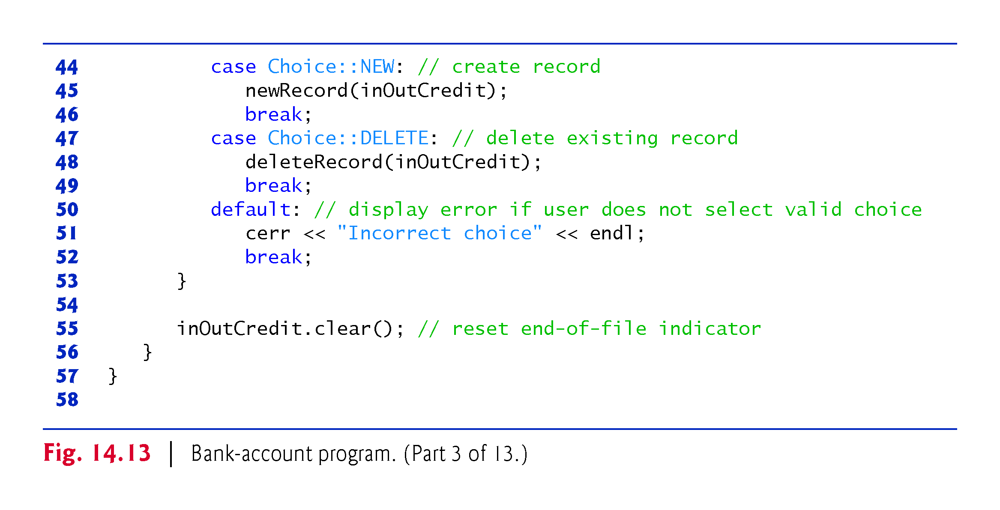 44 case Choice::NEW: // create record
45 newRecord(inOutCredit);
46 break;
47 case Choice::DELETE: // delete existing record
48 deleteRecord(inOutCredit);
49 break;
50 default: // display error if user does not select valid choice
51 cerr << "Incorrect choice" << endl;
52 break;
53 }
54
55 inOutCredit.clear(); // reset end-of-file indicator
56 }
57 }
58
Fig. 14.13 | Bank-account program. (Part 3 of 13.)